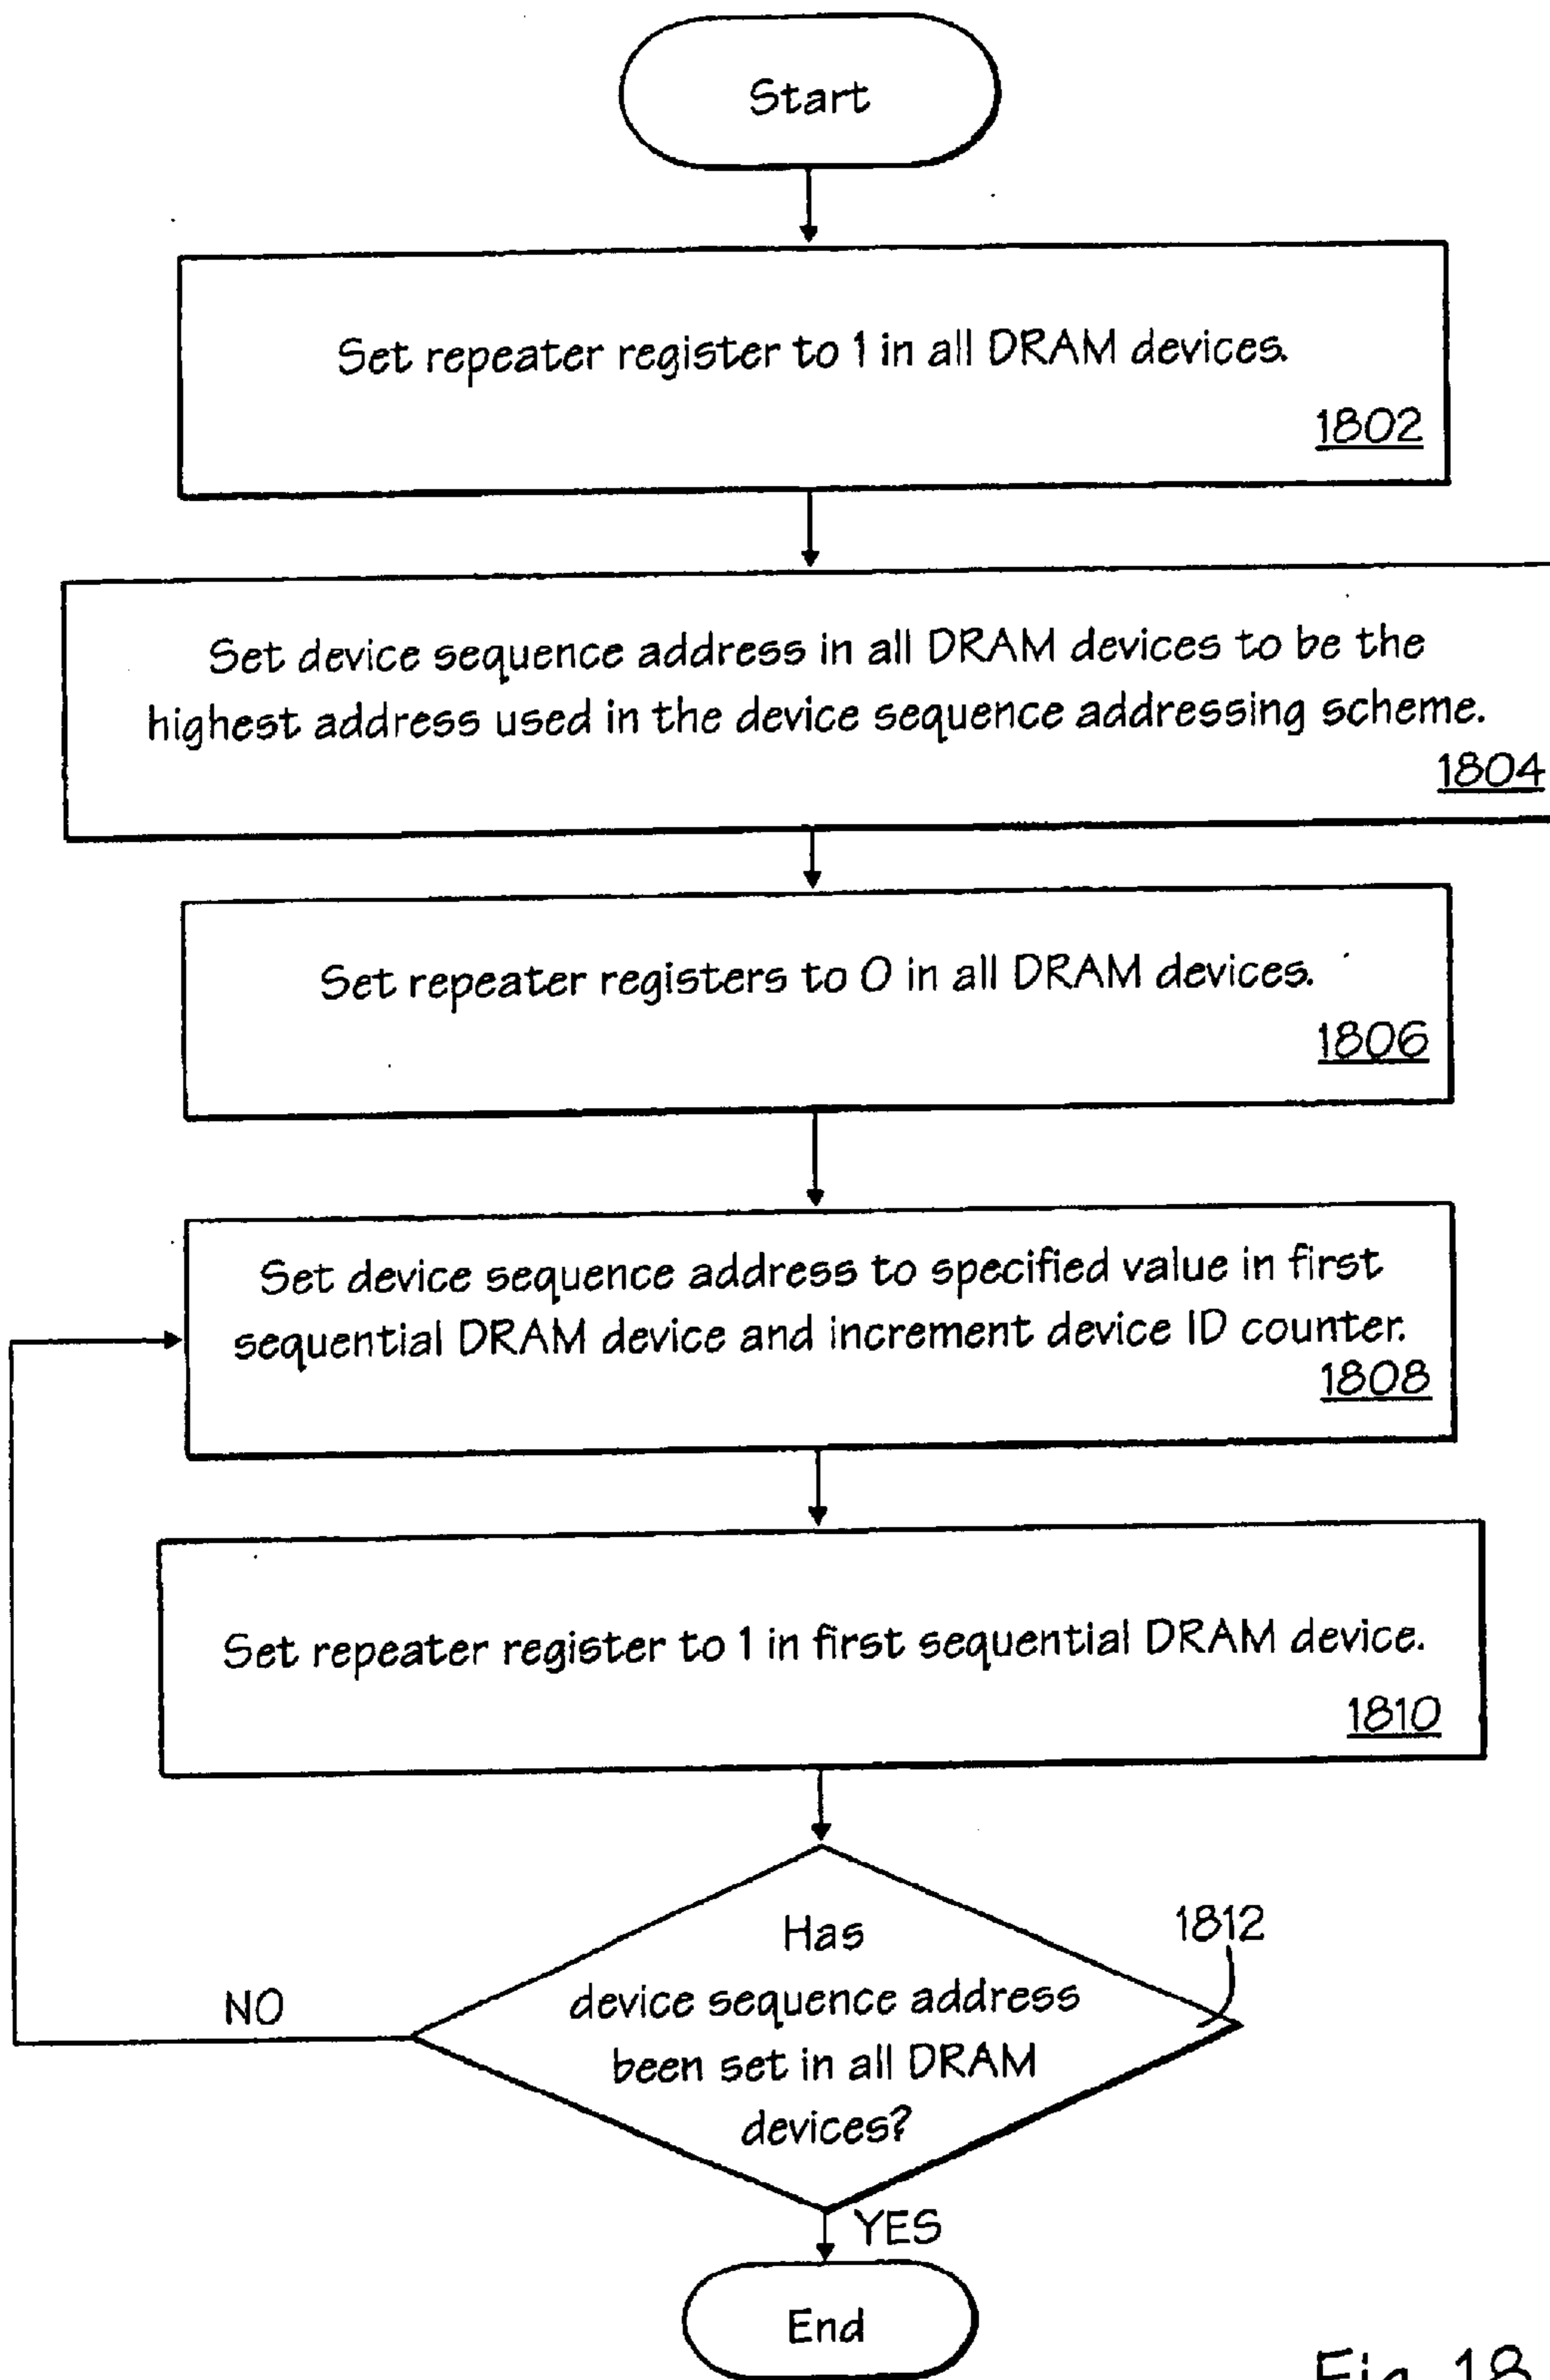 Start
Set repeater register to 1 in all DRAM devices.
1802
Set device sequence address in all DRAM devices to be the
highest address used in the device sequence addressing scheme.
1804
Set repeater registers to 0 in all DRAM devices.
1806
Set device sequence address to specified value in first
sequential DRAM device and increment device ID counter.
1808
Set repeater register to 1 in first sequential DRAM device.
1810
Has
1812
device sequence address
NO
been set in all DRAM
devices?
YES
End
Fig. 18